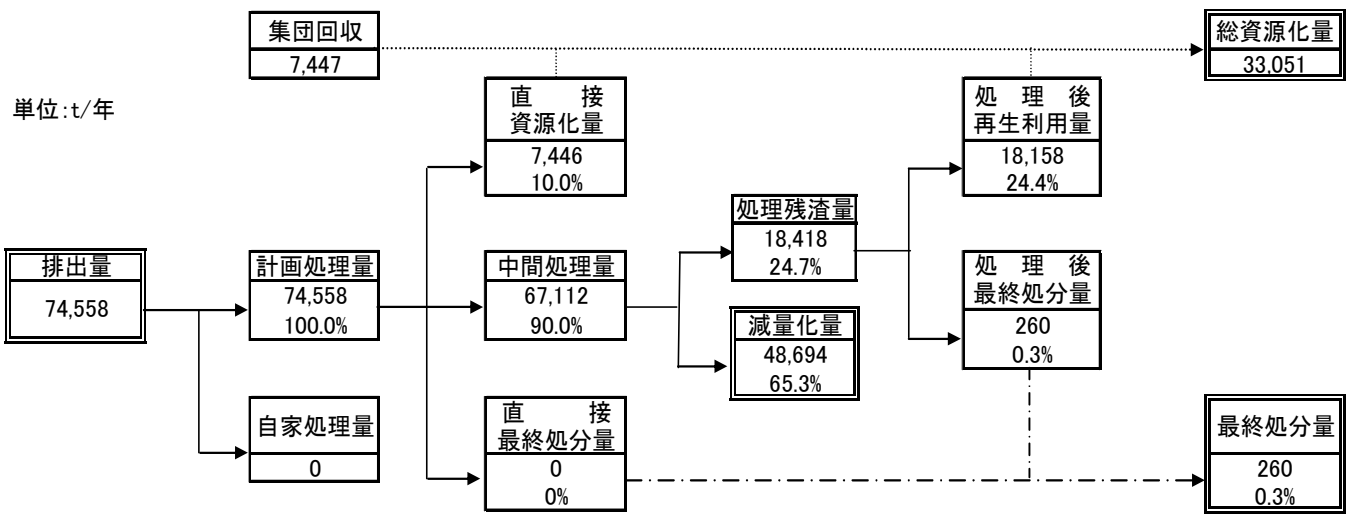 集団回収
7,447
総資源化量
33,051
単位:t/年
直　接
資源化量
7,446
10.0%
処　理　後
再生利用量
18,158
24.4%
処理残渣量
18,418
24.7%
排出量
74,558
計画処理量
74,558
100.0%
中間処理量
67,112
90.0%
減量化量
48,694
65.3%
処　理　後
最終処分量
260
0.3%
自家処理量
0
直　接
最終処分量
0
0%
最終処分量
260
0.3%